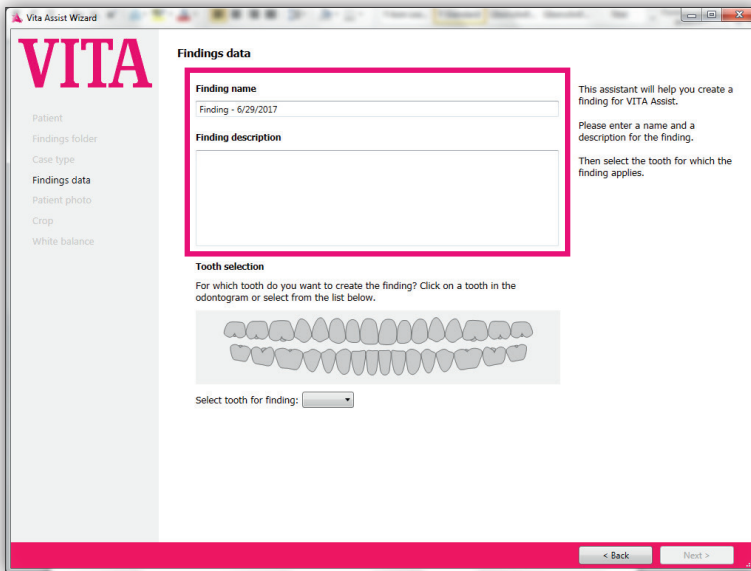 Vita Assist Wizard
VITA
Patient
Findings folder
Case type
Findings data
Patient photo
Crop
White balance
Findings data
Finding name
Finding - 6/29/2017
Finding description
Tooth selection
For which tooth do you want to create the finding? Click on a tooth in the
odontogram or select from the list below.
Select tooth for finding:
This assistant will help you create a
finding for VITA Assist.
Please enter a name and a
description for the finding.
Then select the tooth for which the
finding applies.
< Back
Next >